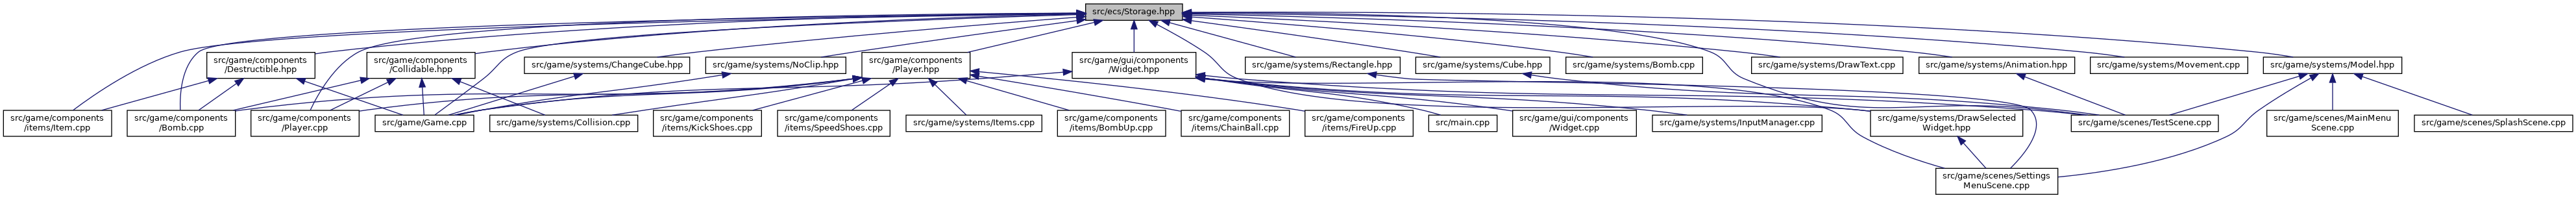 src/ecs/Storage.hpp
src/game/components
/Destructible.hpp
src/game/components
/Collidable.hpp
src/game/systems/ChangeCube.hpp
src/game/systems/NoClip.hpp
src/game/components
/Player.hpp
src/game/gui/components
/Widget.hpp
src/game/systems/Rectangle.hpp
src/game/systems/Cube.hpp
src/game/systems/Bomb.cpp
src/game/systems/DrawText.cpp
src/game/systems/Animation.hpp
src/game/systems/Movement.cpp
src/game/systems/Model.hpp
src/game/components
/items/Item.cpp
src/game/components
/Bomb.cpp
src/game/components
/Player.cpp
src/game/Game.cpp
src/game/systems/Collision.cpp
src/game/components
/items/KickShoes.cpp
src/game/components
/items/SpeedShoes.cpp
src/game/systems/Items.cpp
src/game/components
/items/BombUp.cpp
src/game/components
/items/ChainBall.cpp
src/game/components
/items/FireUp.cpp
src/main.cpp
src/game/gui/components
/Widget.cpp
src/game/systems/InputManager.cpp
src/game/systems/DrawSelected
Widget.hpp
src/game/scenes/TestScene.cpp
src/game/scenes/MainMenu
Scene.cpp
src/game/scenes/SplashScene.cpp
src/game/scenes/Settings
MenuScene.cpp